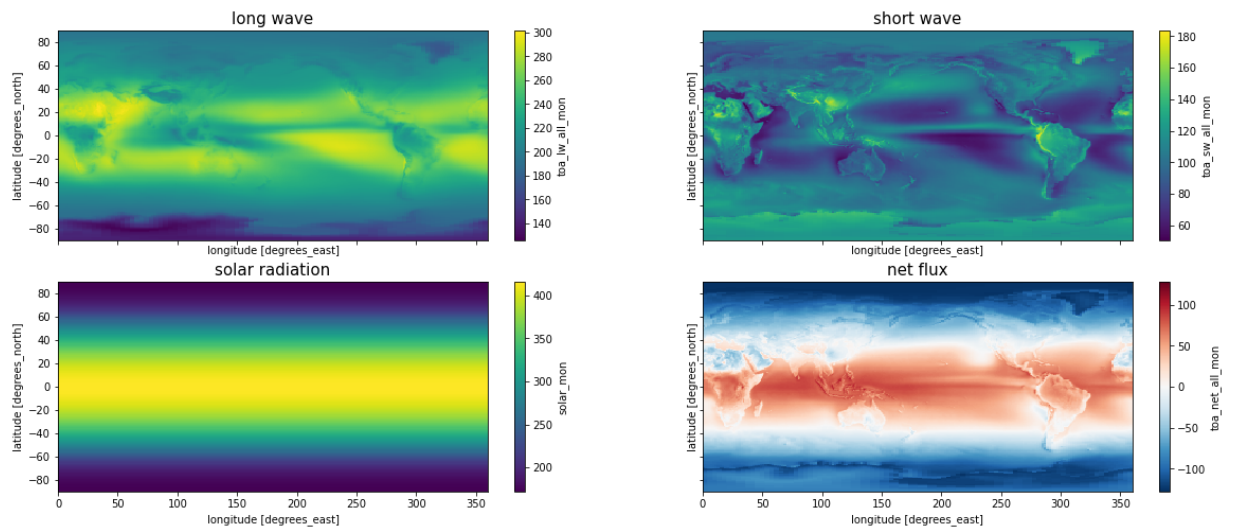 long wave
80
60
40
20
0
−20
−40
−60
−80
latitude [degrees_north]
longitude [degrees_east]
300
280
260
240
220
200
180
160
140
toa_lw_all_mon
short wave
latitude [degrees_north]
longitude [degrees_east]
180
160
140
120
100
80
60
toa_sw_all_mon
solar radiation
80
60
40
20
0
−20
−40
−60
−80
latitude [degrees_north]
0 50 100 150 200 250 300 350
longitude [degrees_east]
400
350
300
250
200
solar_mon
net flux
latitude [degrees_north]
0 50 100 150 200 250 300 350
longitude [degrees_east]
100
50
0
−50
−100
toa_net_all_mon